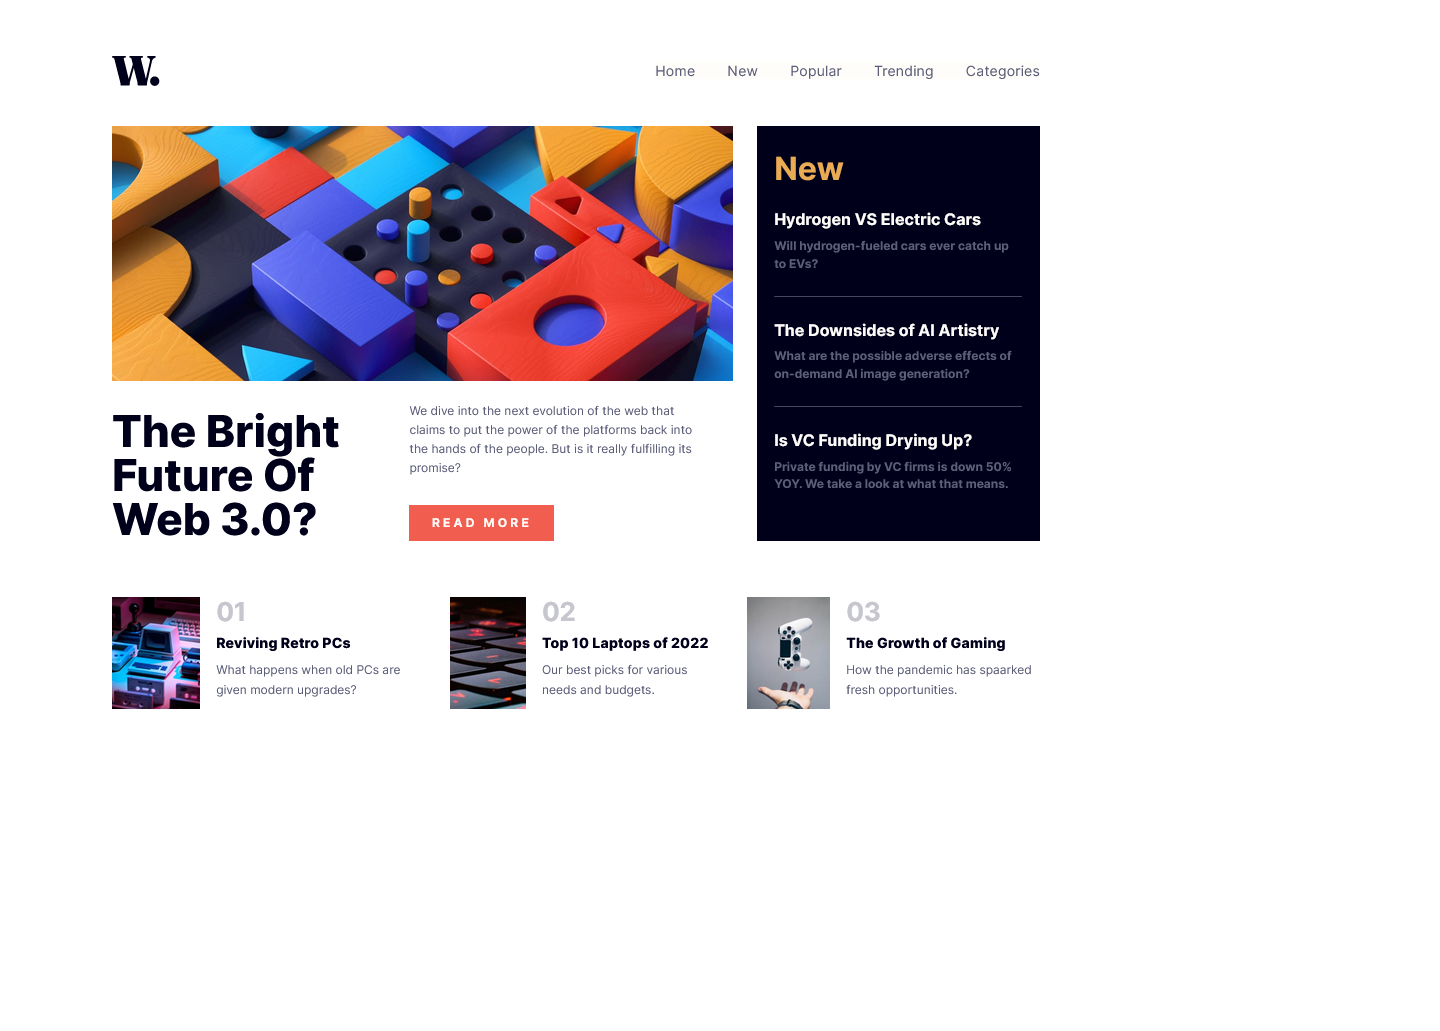 W.
Home New Popular Trending Categories
The Bright
Future Of
Web 3.0?
We dive into the next evolution of the web that
claims to put the power of the platforms back into
the hands of the people. But is it really fulfilling its
promise?
READ MORE
New
Hydrogen VS Electric Cars
Will hydrogen-fueled cars ever catch up
to EVs?
The Downsides of AI Artistry
What are the possible adverse effects of
on-demand AI image generation?
Is VC Funding Drying Up?
Private funding by VC firms is down 50%
YOY. We take a look at what that means.
01
Reviving Retro PCs
What happens when old PCs are
given modern upgrades?
02
Top 10 Laptops of 2022
Our best picks for various
needs and budgets.
03
The Growth of Gaming
How the pandemic has spaarked
fresh opportunities.